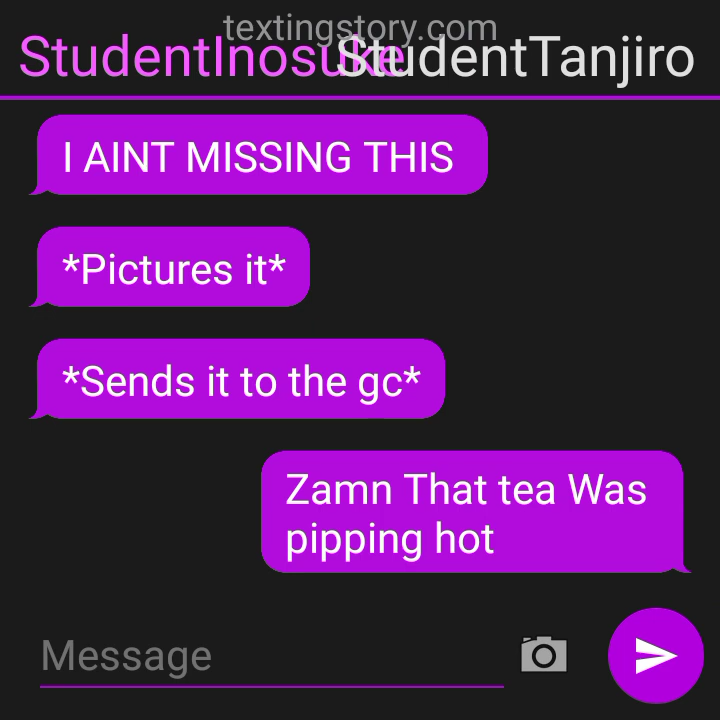 textingstory.com
StudentInosuke StudentTanjiro
I AINT MISSING THIS
*Pictures it*
*Sends it to the gc*
Zamn That tea Was
pipping hot
Message